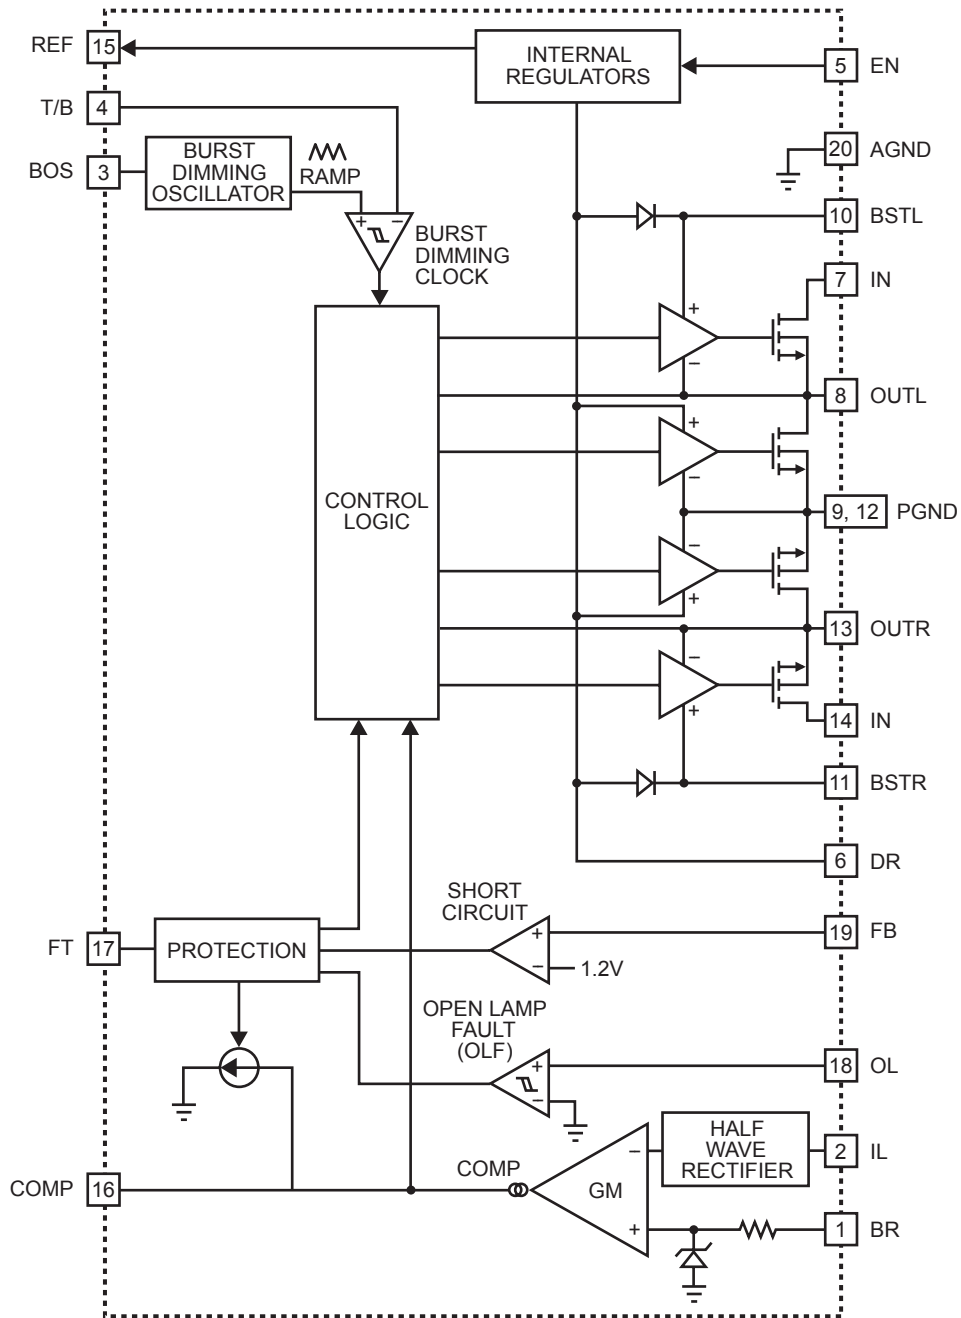 REF 15
INTERNAL
REGULATORS
5 EN
T/B 4
20 AGND
BOS 3
BURST
DIMMING
OSCILLATOR
RAMP
+ −
BURST
DIMMING
CLOCK
10 BSTL
7 IN
+
−
8 OUTL
+
−
CONTROL
LOGIC
9, 12 PGND
−
+
13 OUTR
−
+
14 IN
11 BSTR
6 DR
SHORT
CIRCUIT
FT 17
PROTECTION
+
− 1.2V
19 FB
OPEN LAMP
FAULT
(OLF)
+
−
18 OL
HALF
WAVE
RECTIFIER
2 IL
COMP 16
COMP
GM
−
+
1 BR